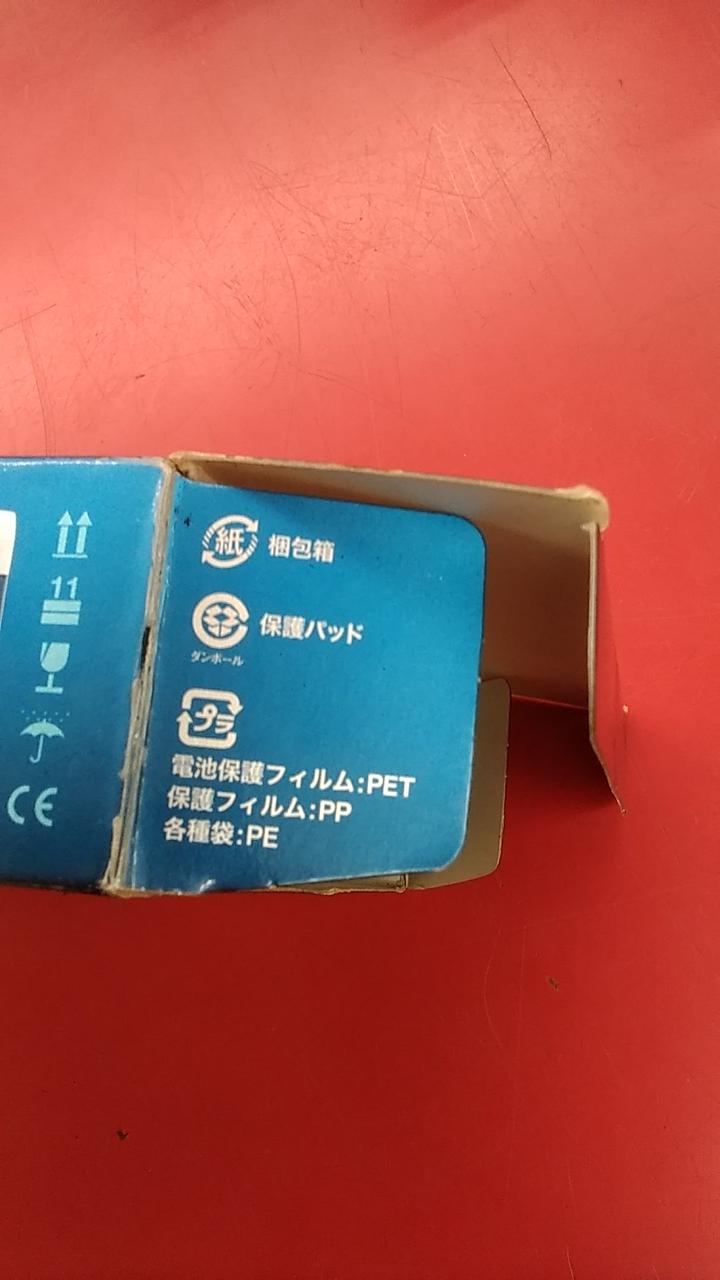 11
CE
紙 梱包箱
保護パッド
ダンボール
プラ
電池保護フィルム:PET
保護フィルム:PP
各種袋:PE